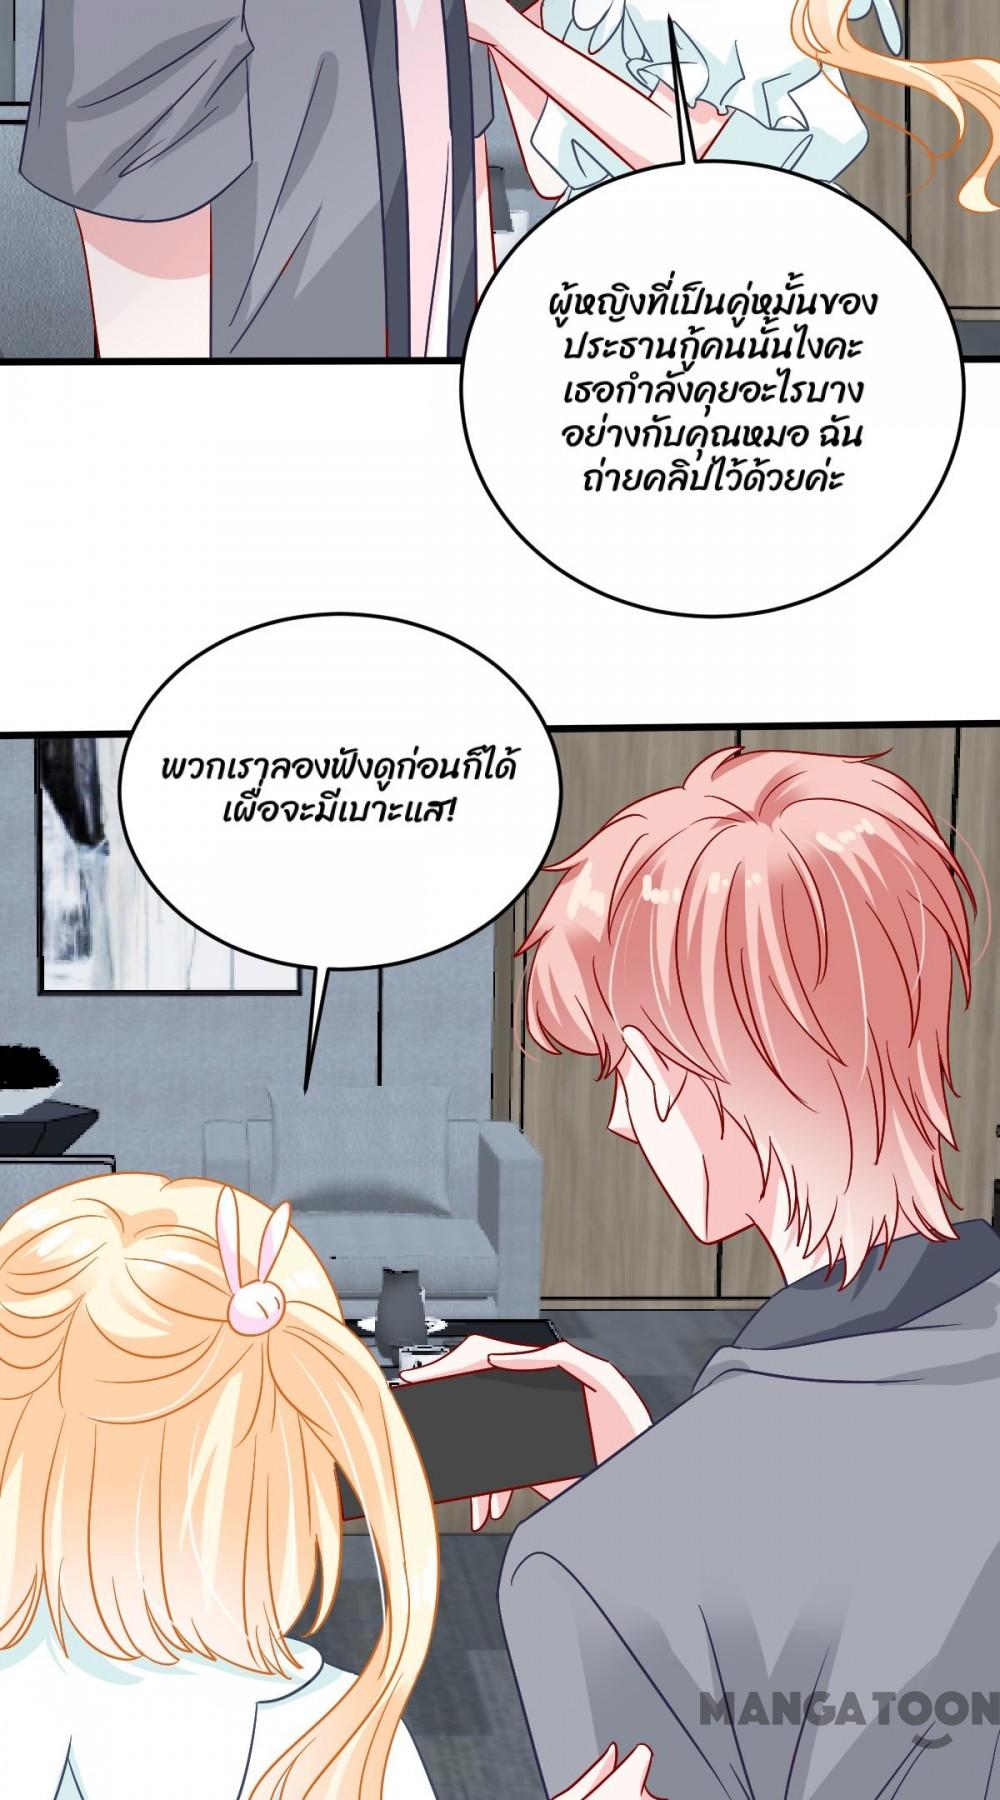 ผู้หญิงที่เป็นคู่หมั้นของ
ประธานกู้คนนั้นไงคะ
เธอกำลังคุยอะไรบาง
อย่างกับคุณหมอ ฉัน
ถ่ายคลิปไว้ด้วยค่ะ
พวกเราลองฟังดูก่อนก็ได้
เผื่อจะมีเบาะแส!
MANGATOON